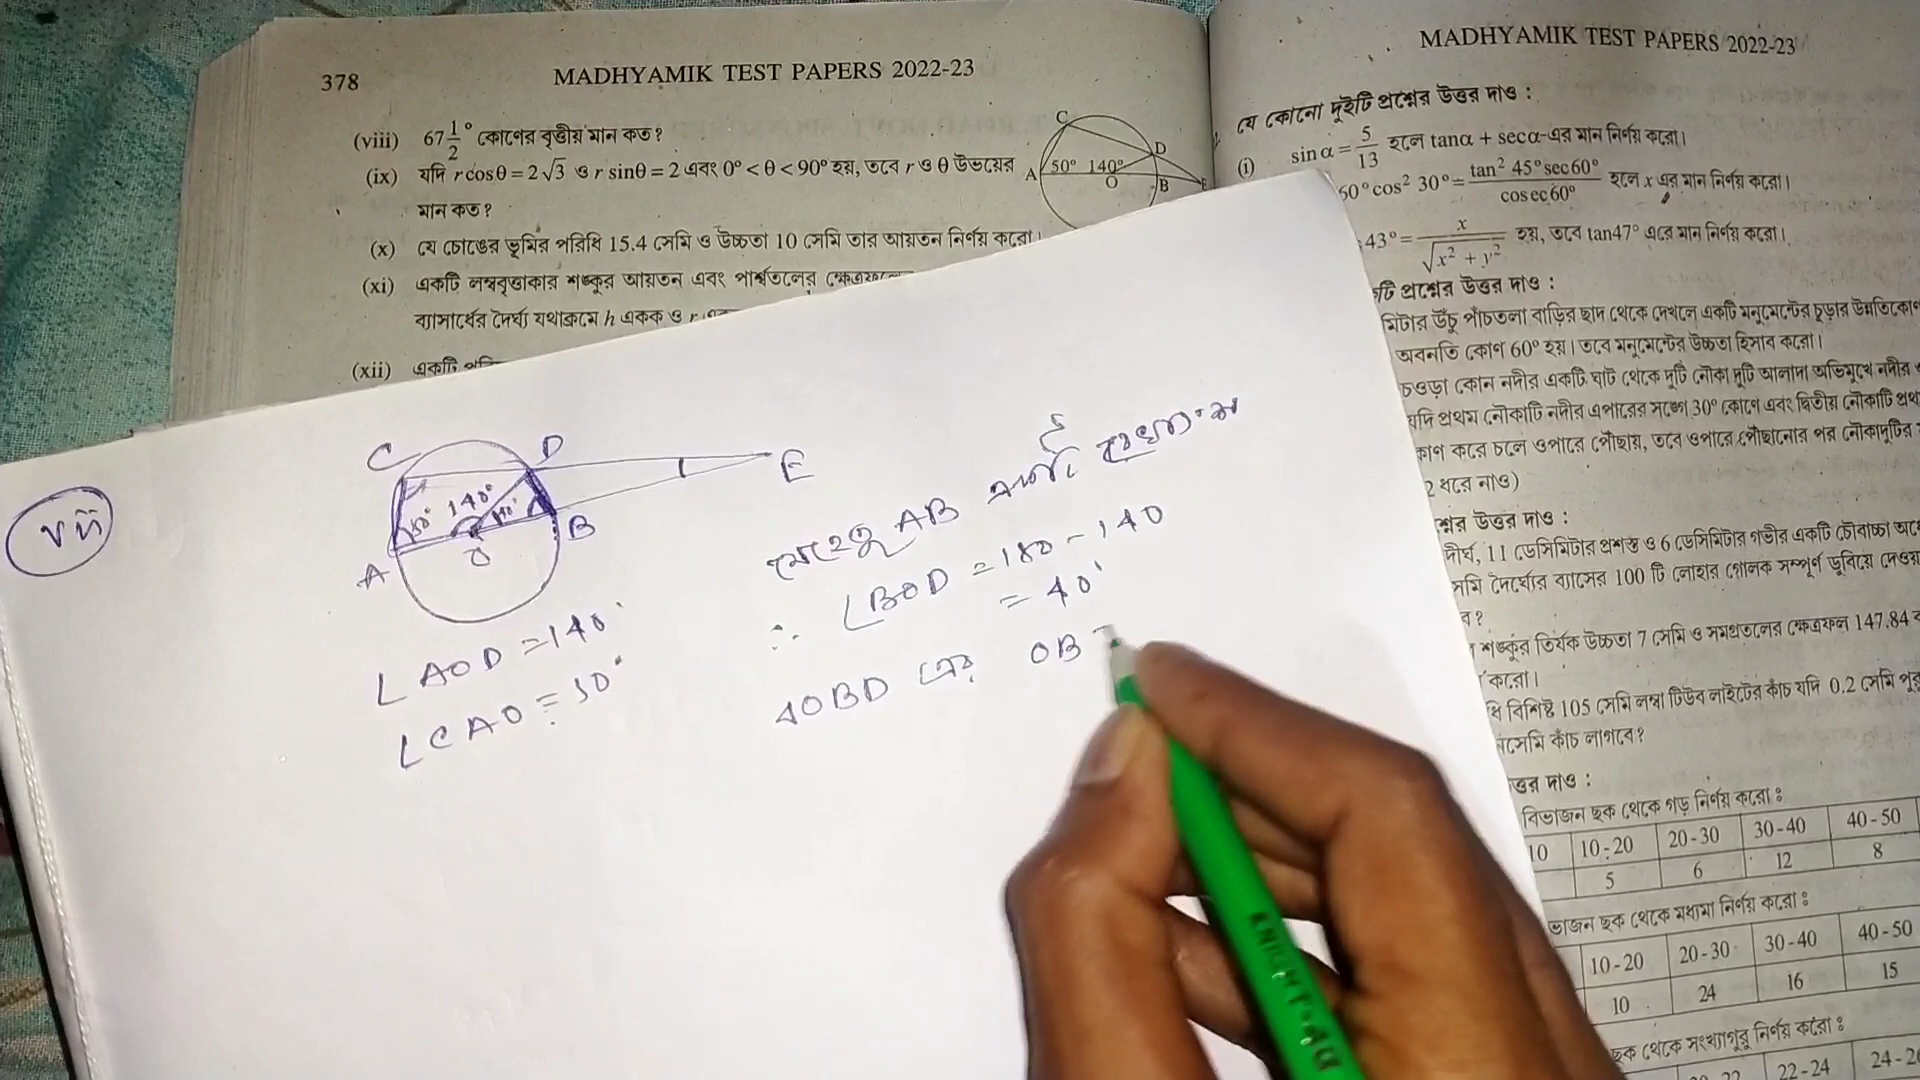 378
MADHYAMIK TEST PAPERS 2022-23
(viii) 67 1/2° কোণের বৃত্তীয় মান কত?
(ix) যদি r cosθ = 2√3 ও r sinθ = 2 এবং 0° < θ < 90° হয়, তবে r ও θ উভয়ের
মান কত?
(x) যে চোঙের ভূমির পরিধি 15.4 সেমি ও উচ্চতা 10 সেমি তার আয়তন নির্ণয় করো।
(xi) একটি লম্ববৃত্তাকার শঙ্কুর আয়তন এবং পার্শ্বতলের
ব্যাসার্ধের দৈর্ঘ্য যথাক্রমে h একক ও r
(xii) একটি
C
D
A 50° 140°
O
B
E
MADHYAMIK TEST PAPERS 2022-23
যে কোনো দুইটি প্রশ্নের উত্তর দাও :
(i) sin α = 5/13 হলে tanα + secα-এর মান নির্ণয় করো।
60° cos² 30° = tan² 45° sec60° / cosec60° হলে x এর মান নির্ণয় করো।
43° = x / √x² + y² হয়, তবে tan47° এর মান নির্ণয় করো।
টি প্রশ্নের উত্তর দাও :
মিটার উঁচু পাঁচতলা বাড়ির ছাদ থেকে দেখলে একটি মনুমেন্টের চূড়ার উন্নতিকোণ
অবনতি কোণ 60° হয়। তবে মনুমেন্টের উচ্চতা হিসাব করো।
চওড়া কোন নদীর একটি ঘাট থেকে দুটি নৌকা দুটি আলাদা অভিমুখে নদীর
যদি প্রথম নৌকাটি নদীর এপারের সঙ্গে 30° কোণে এবং দ্বিতীয় নৌকাটি প্রথ
কোণ করে চলে ওপারে পৌঁছায়, তবে ওপারে পৌঁছানোর পর নৌকাদুটির
2 ধরে নাও)
প্রশ্নের উত্তর দাও :
দীর্ঘ, 11 ডেসিমিটার প্রশস্ত ও 6 ডেসিমিটার গভীর একটি চৌবাচ্চা
সেমি দৈর্ঘ্যের ব্যাসের 100 টি লোহার গোলক সম্পূর্ণ ডুবিয়ে দেওয়
ব?
শঙ্কুর তির্যক উচ্চতা 7 সেমি ও সমগ্রতলের ক্ষেত্রফল 147.84
করো।
বিশিষ্ট 105 সেমি লম্বা টিউব লাইটের কাঁচ যদি 0.2 সেমি পুর
সেমি কাঁচ লাগবে?
উত্তর দাও :
বিভাজন ছক থেকে গড় নির্ণয় করো :
10 10-20 20-30 30-40 40-50
5 6 12 8
ভাজন ছক থেকে মধ্যমা নির্ণয় করো :
10-20 20-30 30-40 40-50
10 24 16 15
ছক থেকে সংখ্যাগুরু নির্ণয় করো :
22-24
viii
C D E
50° 140° 40°
A O B
∠AOD = 140°
∠CAO = 50°
যেহেতু AB একটি
∴ ∠BOD = 180 - 140
= 40°
△OBD এর OB =